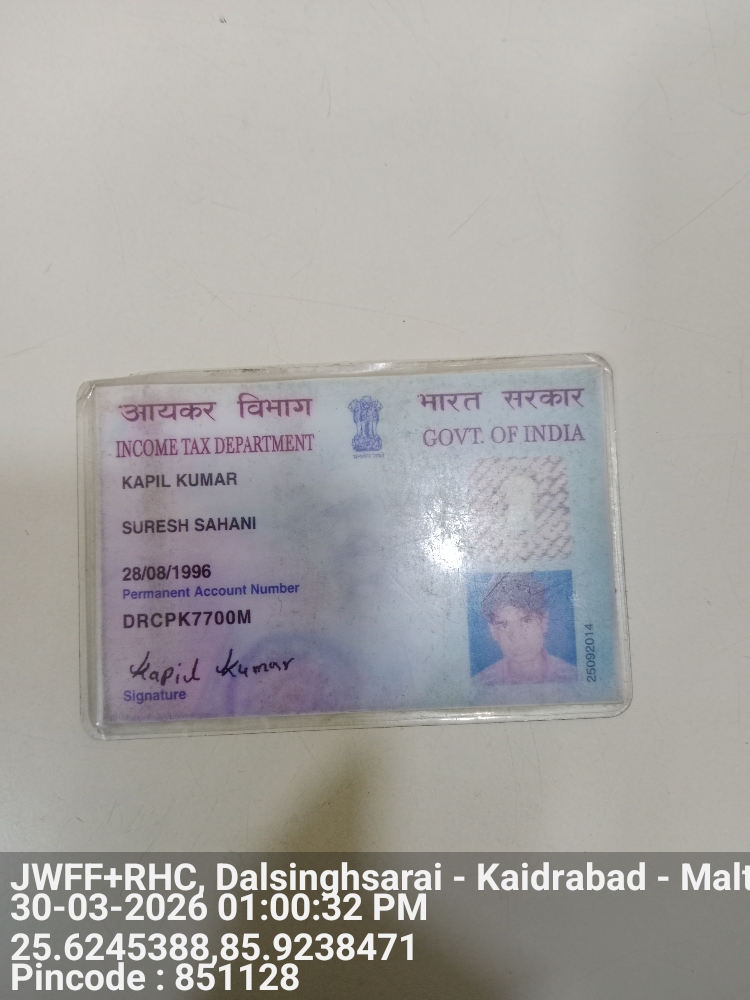 आयकर विभाग
INCOME TAX DEPARTMENT
भारत सरकार
GOVT. OF INDIA
KAPIL KUMAR
SURESH SAHANI
28/08/1996
Permanent Account Number
DRCPK7700M
Kapil Kumar
Signature
25092014
JWFF+RHC, Dalsinghsarai - Kaidrabad - Malt
30-03-2026 01:00:32 PM
25.6245388,85.9238471
Pincode : 851128